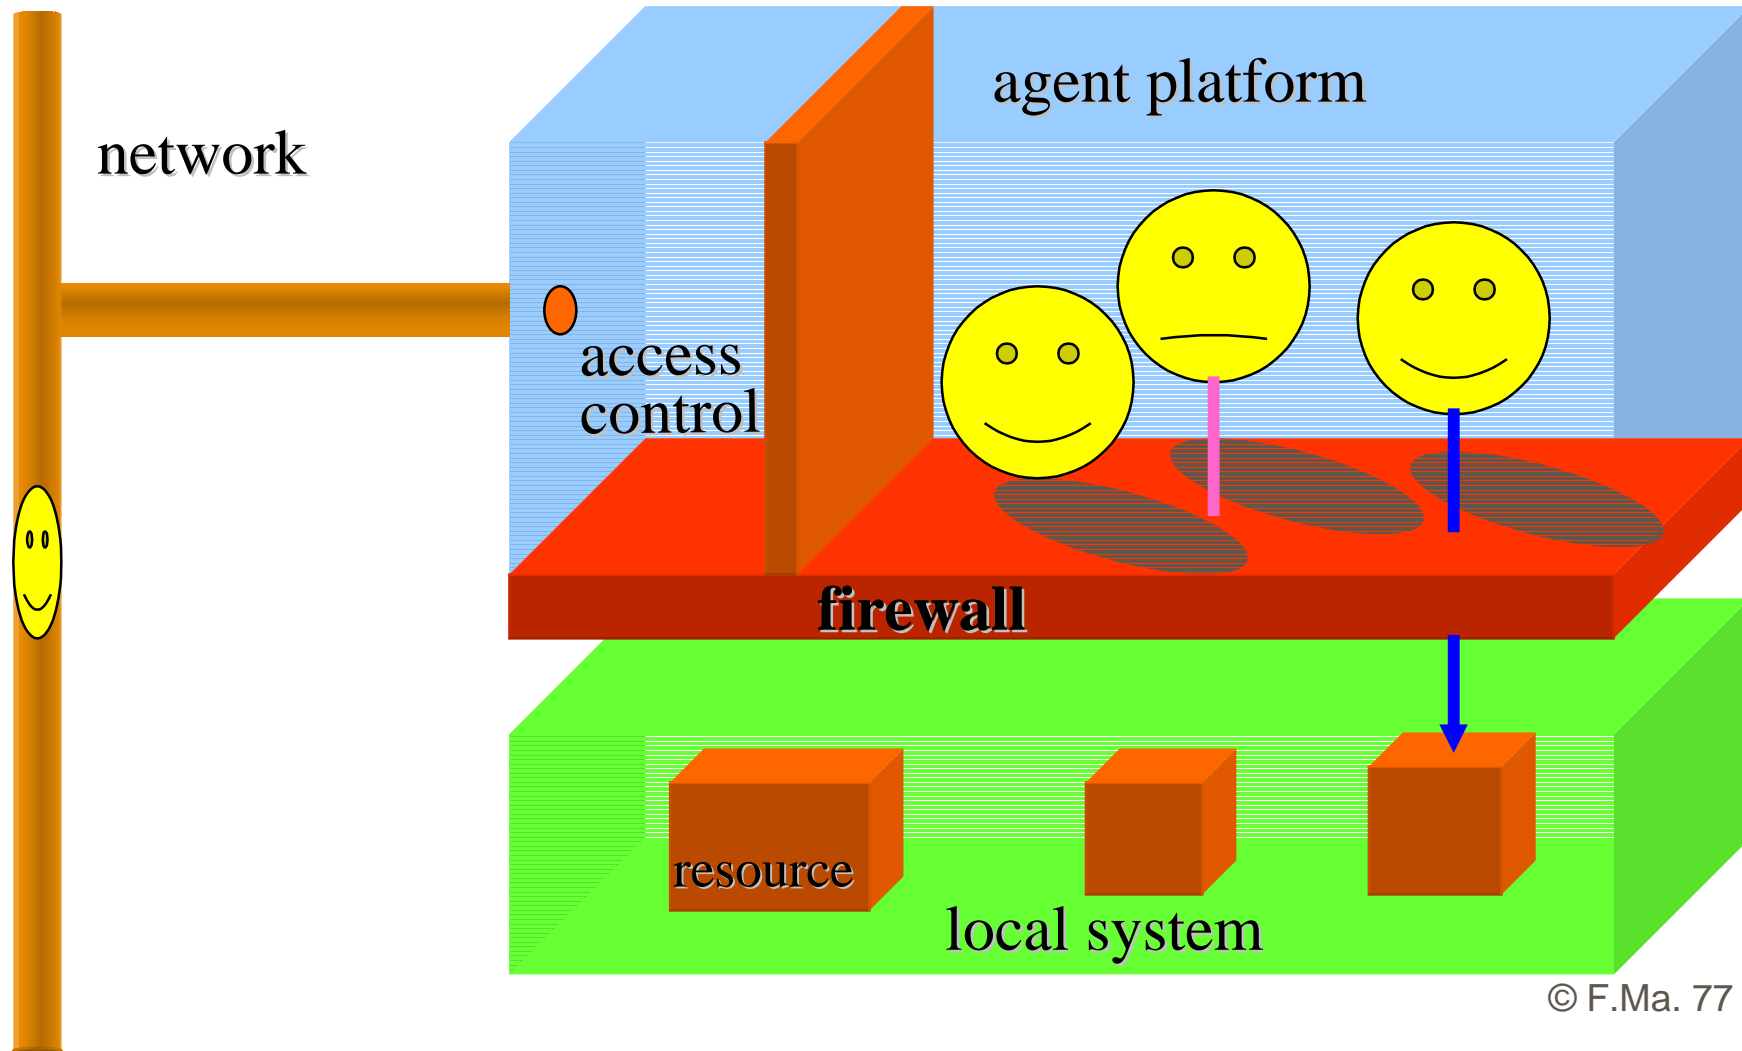 agent platform
network
access
control
firewall
resource
local system
© F.Ma. 77